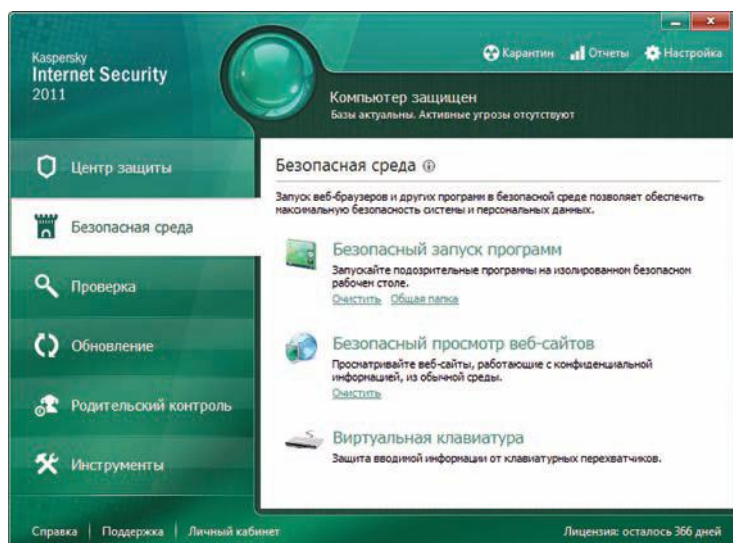 Kaspersky
Internet Security
2011
Карантин Отчеты Настройка
Компьютер защищен
Базы актуальны. Активные угрозы отсутствуют
Центр защиты
Безопасная среда
Проверка
Обновление
Родительский контроль
Инструменты
Безопасная среда
Запуск веб-браузеров и других программ в безопасной среде позволяет обеспечить
максимальную безопасность системы и персональных данных.
Безопасный запуск программ
Запускайте подозрительные программы на изолированном безопасном
рабочем столе.
Очистить Общая папка
Безопасный просмотр веб-сайтов
Просматривайте веб-сайты, работающие с конфиденциальной
информацией, из обычной среды.
Очистить
Виртуальная клавиатура
Защита вводимой информации от клавиатурных перехватчиков.
Справка | Поддержка | Личный кабинет
Лицензия: осталось 366 дней